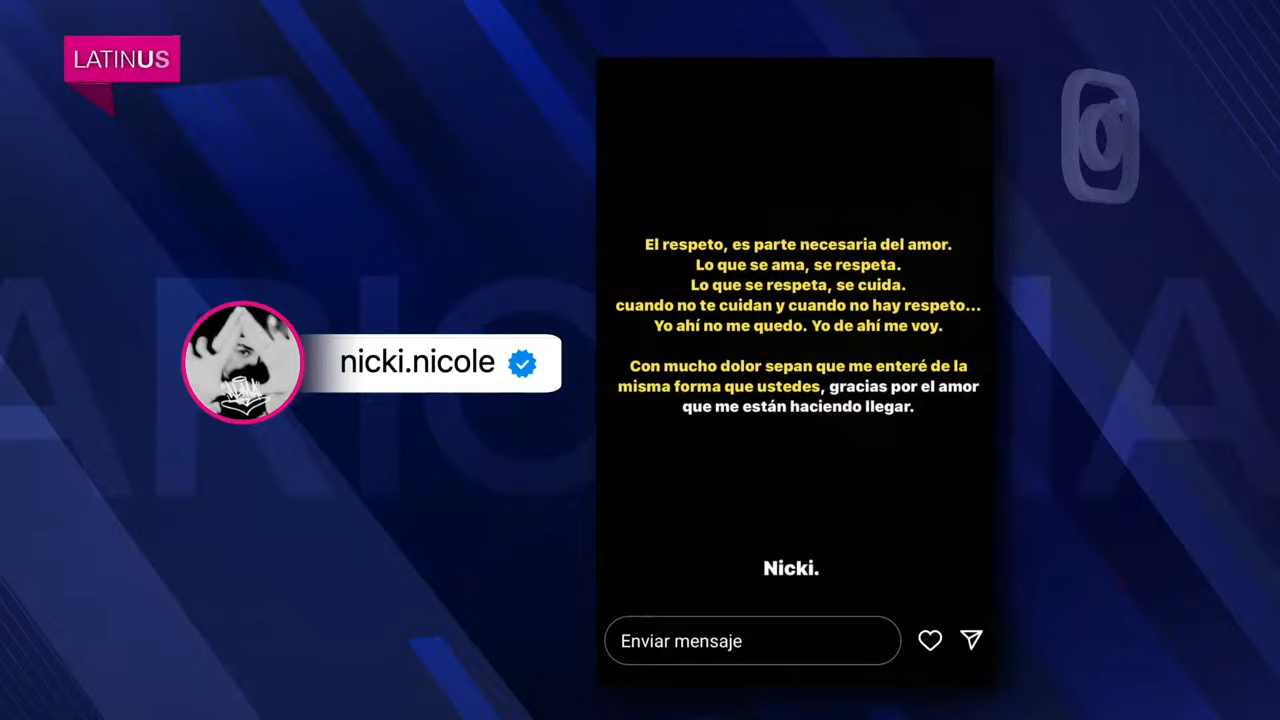 LATINUS
nicki.nicole
El respeto, es parte necesaria del amor.
Lo que se ama, se respeta.
Lo que se respeta, se cuida.
cuando no te cuidan y cuando no hay respeto...
Yo ahí no me quedo. Yo de ahí me voy.
Con mucho dolor sepan que me enteré de la
misma forma que ustedes, gracias por el amor
que me están haciendo llegar.
Nicki.
Enviar mensaje